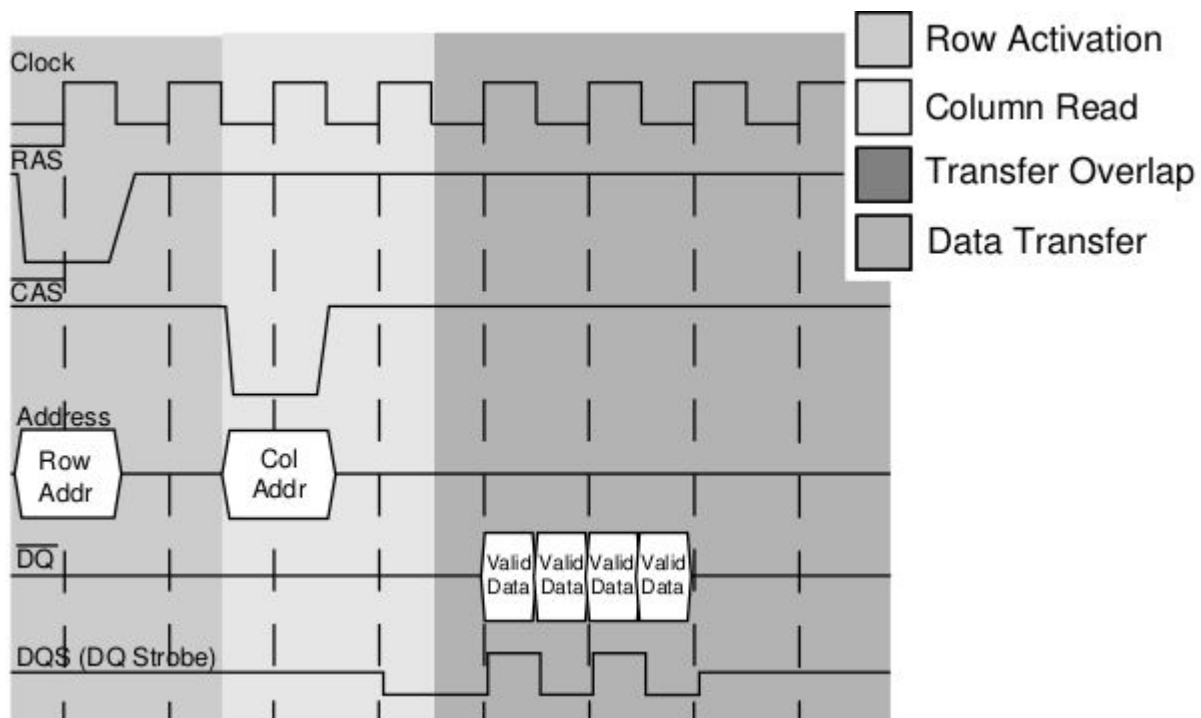 Row Activation
Column Read
Transfer Overlap
Data Transfer
Clock
RAS
CAS
Address
Row
Addr
Col
Addr
DQ
Valid
Data
Valid
Data
Valid
Data
Valid
Data
DQS (DQ Strobe)